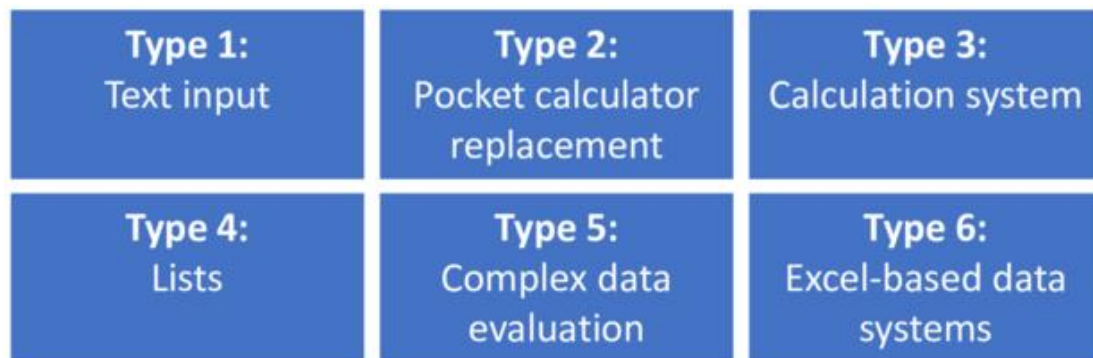 Type 1:
Text input
Type 2:
Pocket calculator
replacement
Type 3:
Calculation system
Type 4:
Lists
Type 5:
Complex data
evaluation
Type 6:
Excel-based data
systems